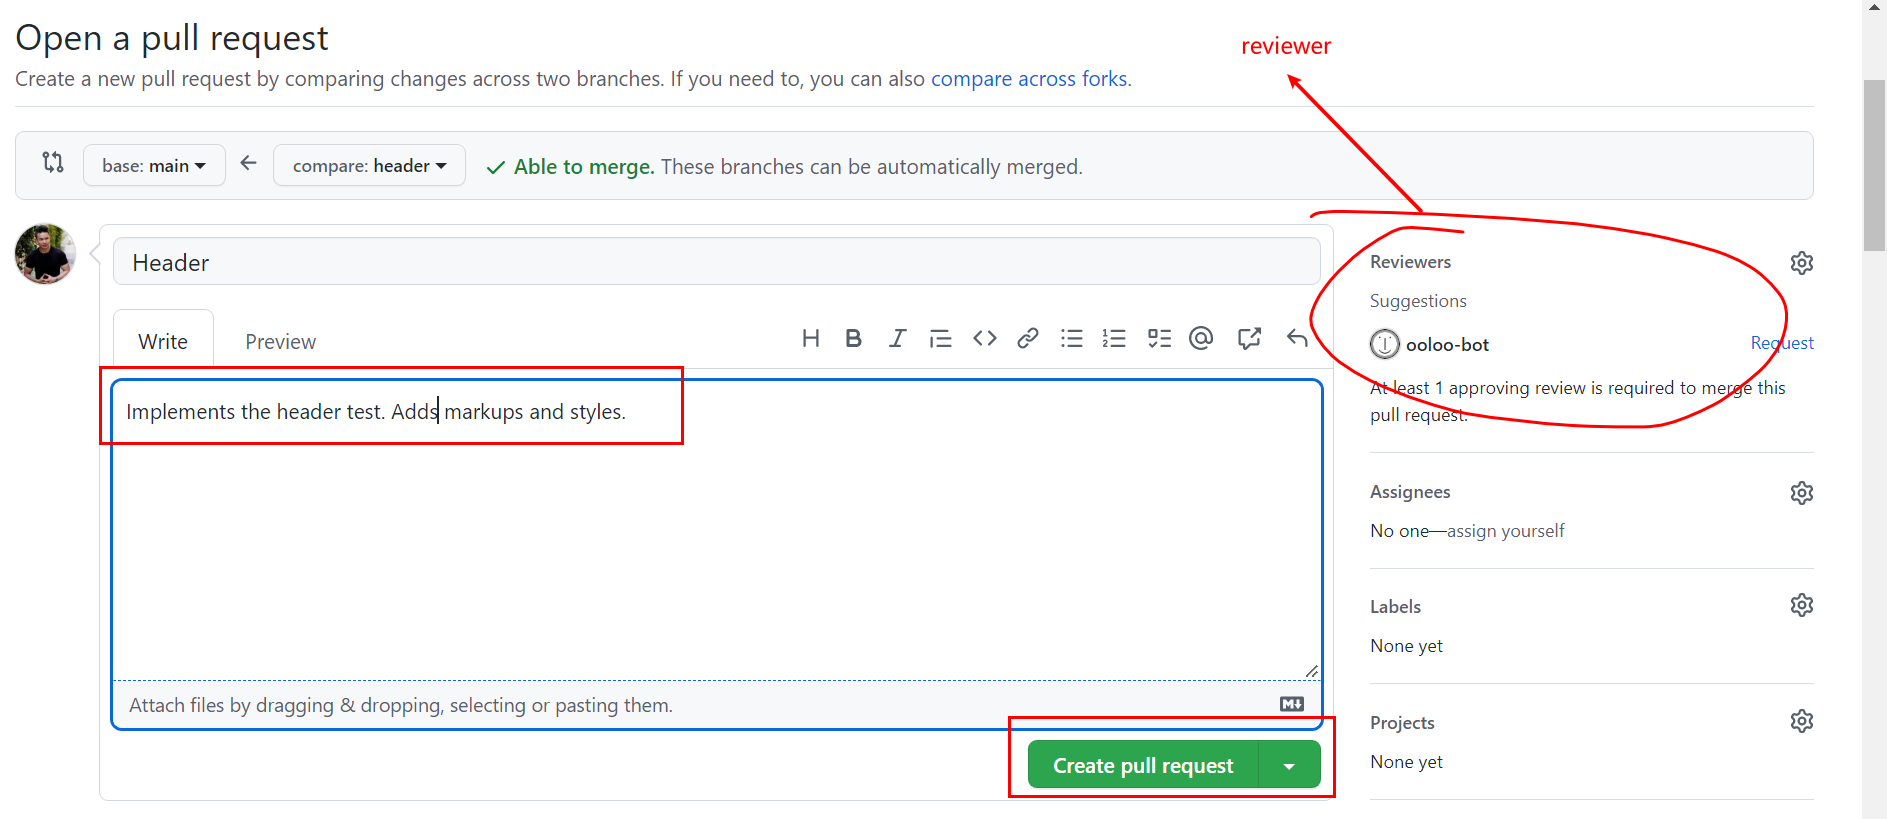 Open a pull request
reviewer
Create a new pull request by comparing changes across two branches. If you need to, you can also compare across forks.
base: main
compare: header
Able to merge. These branches can be automatically merged.
Header
Write
Preview
Implements the header test. Adds markups and styles.
Attach files by dragging & dropping, selecting or pasting them.
Create pull request
Reviewers
Suggestions
ooloo-bot
Request
At least 1 approving review is required to merge this
pull request.
Assignees
No one—assign yourself
Labels
None yet
Projects
None yet